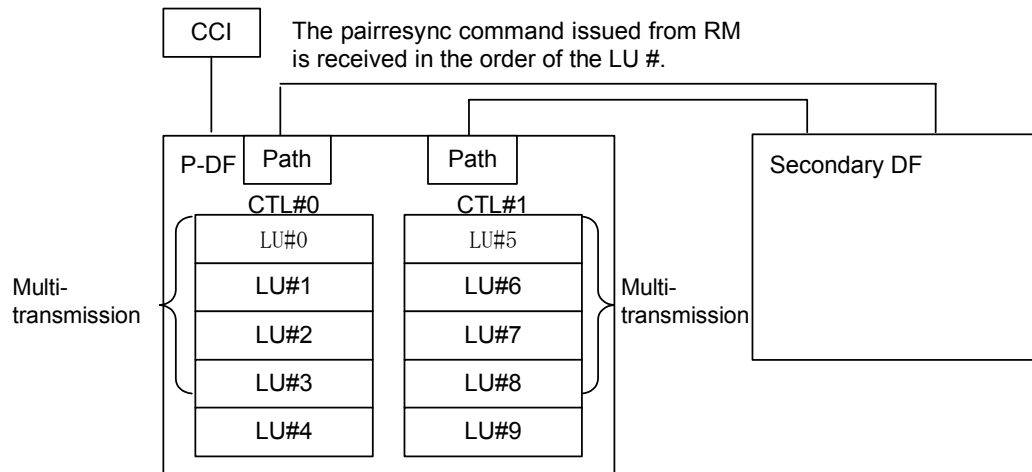 CCI
The pairresync command issued from RM
is received in the order of the LU #.
P-DF
Path
Path
Secondary DF
CTL#0
CTL#1
LU#0
LU#5
LU#1
LU#6
Multi-
transmission
Multi-
transmission
LU#2
LU#7
LU#3
LU#8
LU#4
LU#9